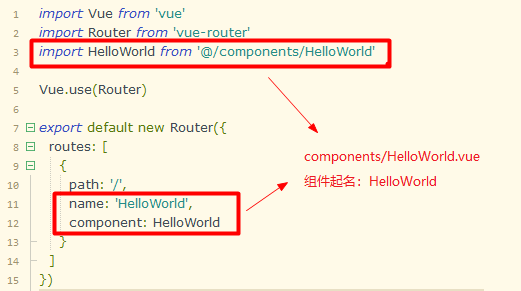 1 import Vue from 'vue'
2 import Router from 'vue-router'
3 import HelloWorld from '@/components/HelloWorld'
4
5 Vue.use(Router)
6
7 export default new Router({
8 routes: [
9 {
10 path: '/',
11 name: 'HelloWorld',
12 component: HelloWorld
13 }
14 ]
15 })
components/HelloWorld.vue
组件起名：HelloWorld